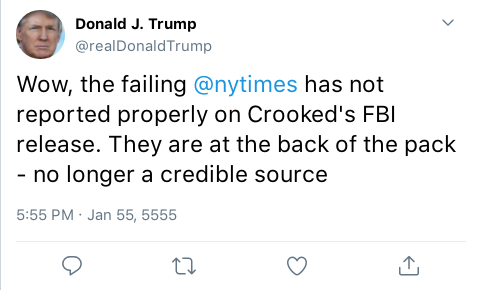 Donald J. Trump
@realDonaldTrump
Wow, the failing @nytimes has not
reported properly on Crooked's FBI
release. They are at the back of the pack
- no longer a credible source
5:55 PM · Jan 55, 5555